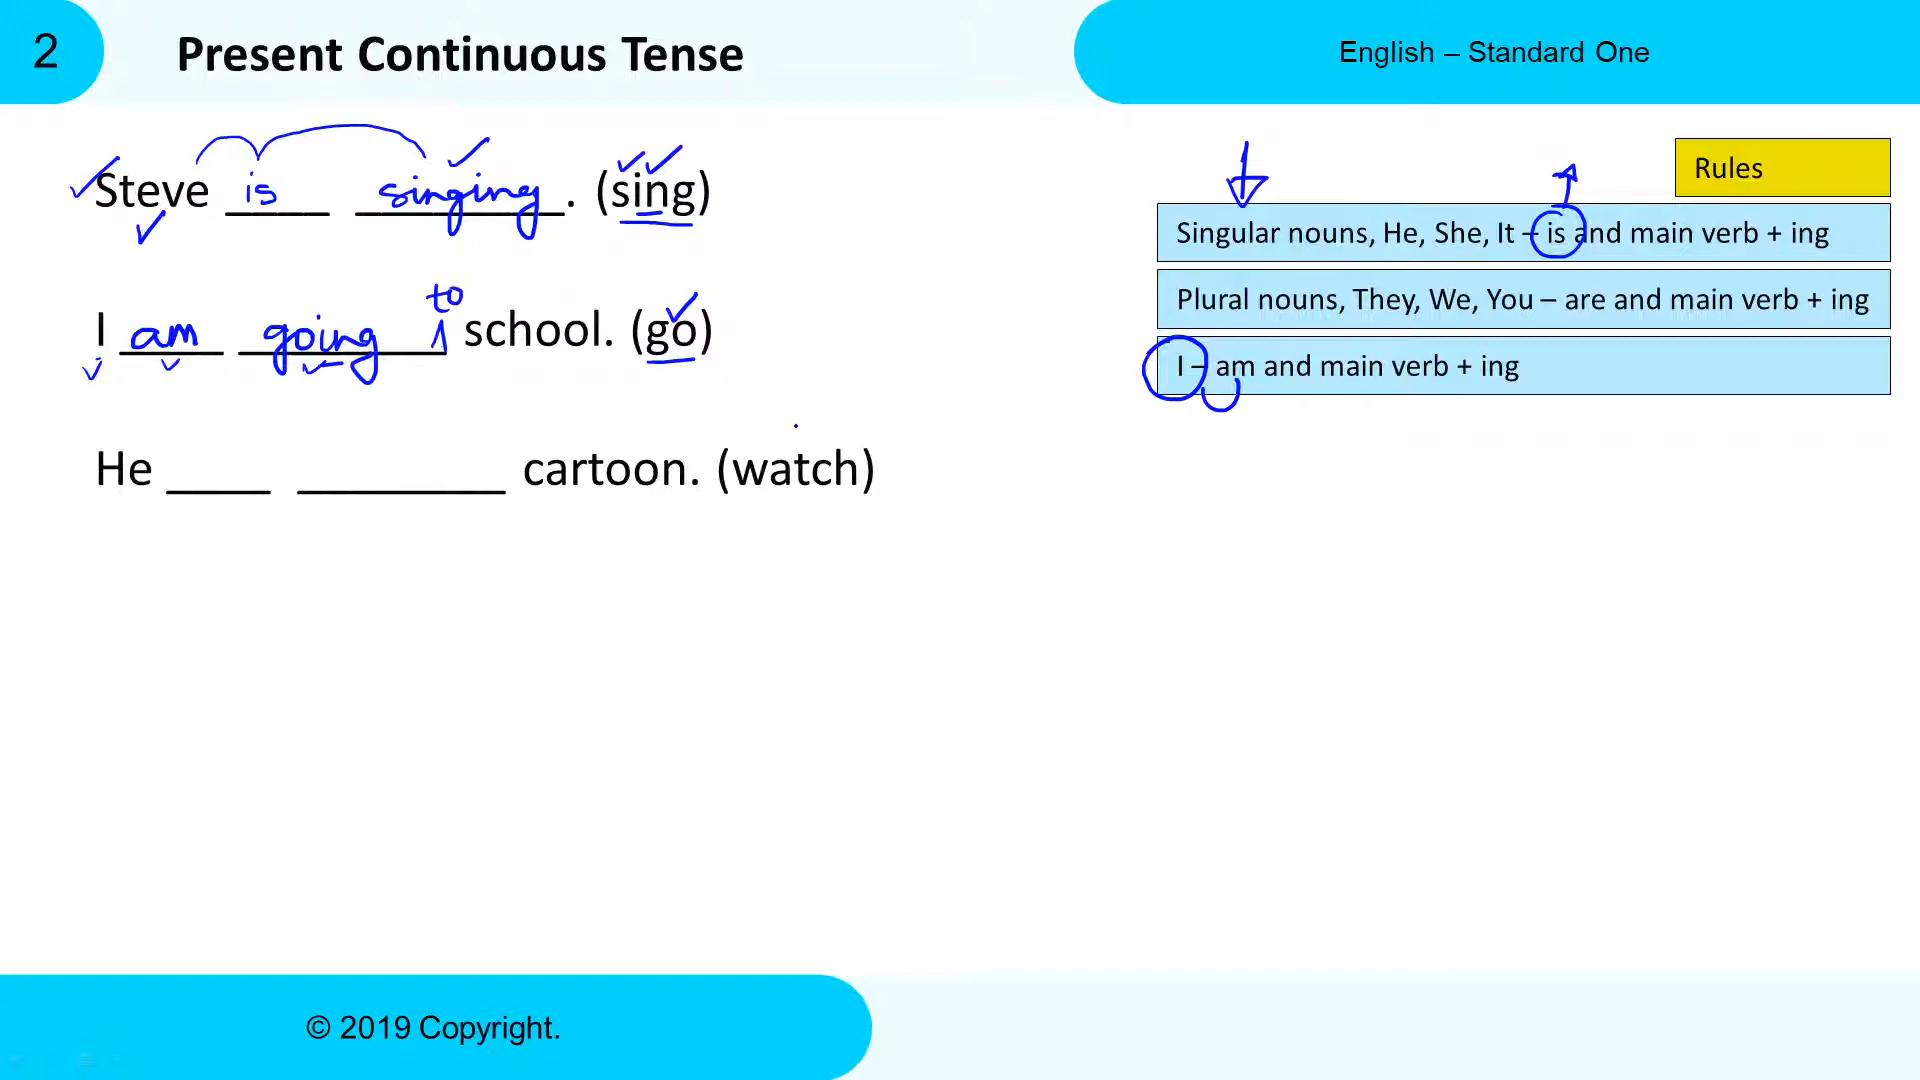 2
Present Continuous Tense
English – Standard One
Steve is singing. (sing)
I am going to school. (go)
He ____ ________ cartoon. (watch)
Rules
Singular nouns, He, She, It – is and main verb + ing
Plural nouns, They, We, You – are and main verb + ing
I – am and main verb + ing
© 2019 Copyright.